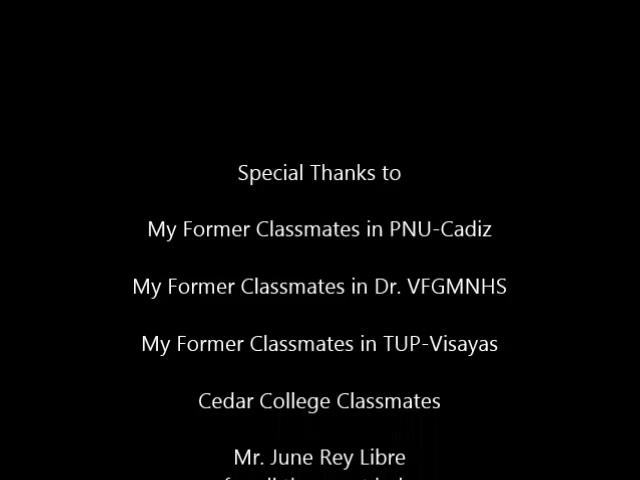 Special Thanks to
My Former Classmates in PNU-Cadiz
My Former Classmates in Dr. VFGMNHS
My Former Classmates in TUP-Visayas
Cedar College Classmates
Mr. June Rey Libre